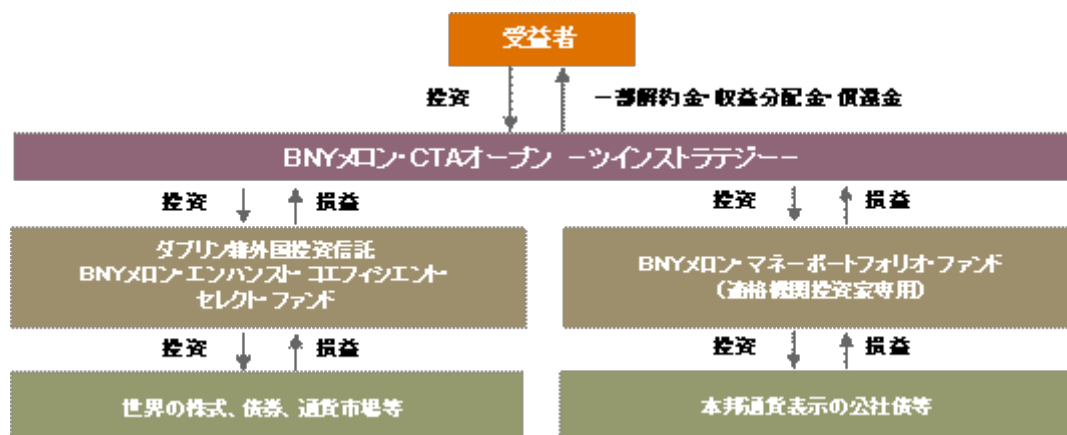 受益者
投資 一部解約金・収益分配金・償還金
BNYメロン・CTAオープン －ツインストラテジー－
投資 損益 投資 損益
ダブリン籍外国投資信託
BNYメロン・エンハンスト・コエフィシエント・
セレクト・ファンド
BNYメロン・マネーポートフォリオ・ファンド
（適格機関投資家専用）
投資 損益 投資 損益
世界の株式、債券、通貨市場等
本邦通貨表示の公社債等